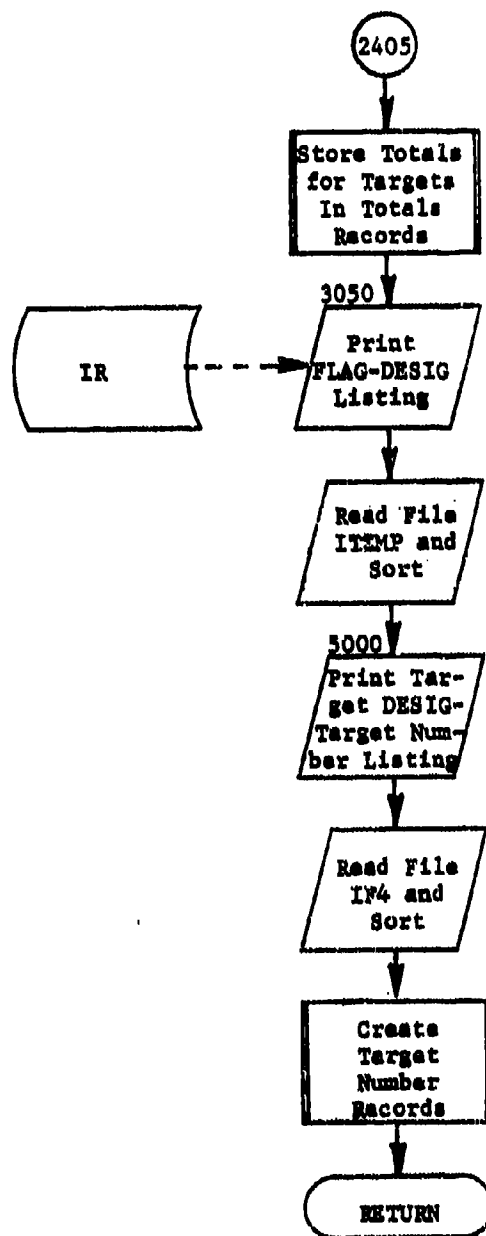 2405
Store Totals
for Targets
In Totals
Records
3050
IR
Print
FLAG-DESIG
Listing
Read File
ITEMP and
Sort
5000
Print Tar-
get DESIG-
Target Num-
ber Listing
Read File
IF4 and
Sort
Create
Target
Number
Records
RETURN